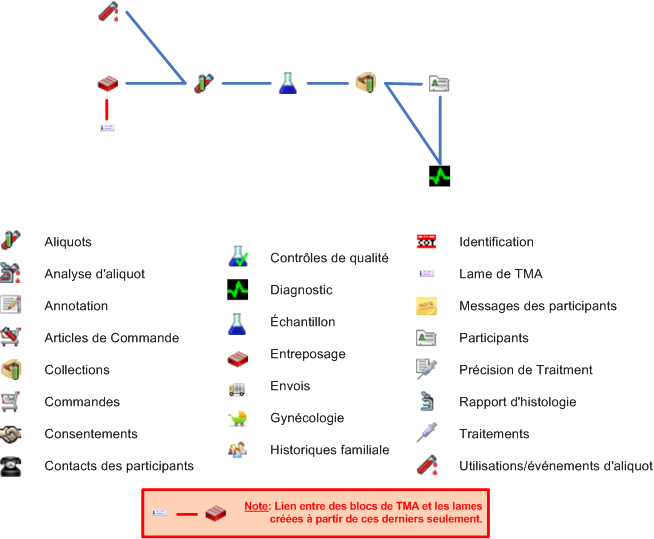 Aliquots
Analyse d'aliquot
Annotation
Articles de Commande
Collections
Commandes
Consentements
Contacts des participants
Contrôles de qualité
Diagnostic
Échantillon
Entreposage
Envois
Gynécologie
Historiques familiale
Identification
Lame de TMA
Messages des participants
Participants
Précision de Traitment
Rapport d'histologie
Traitements
Utilisations/événements d'aliquot
Note: Lien entre des blocs de TMA et les lames
créées à partir de ces derniers seulement.